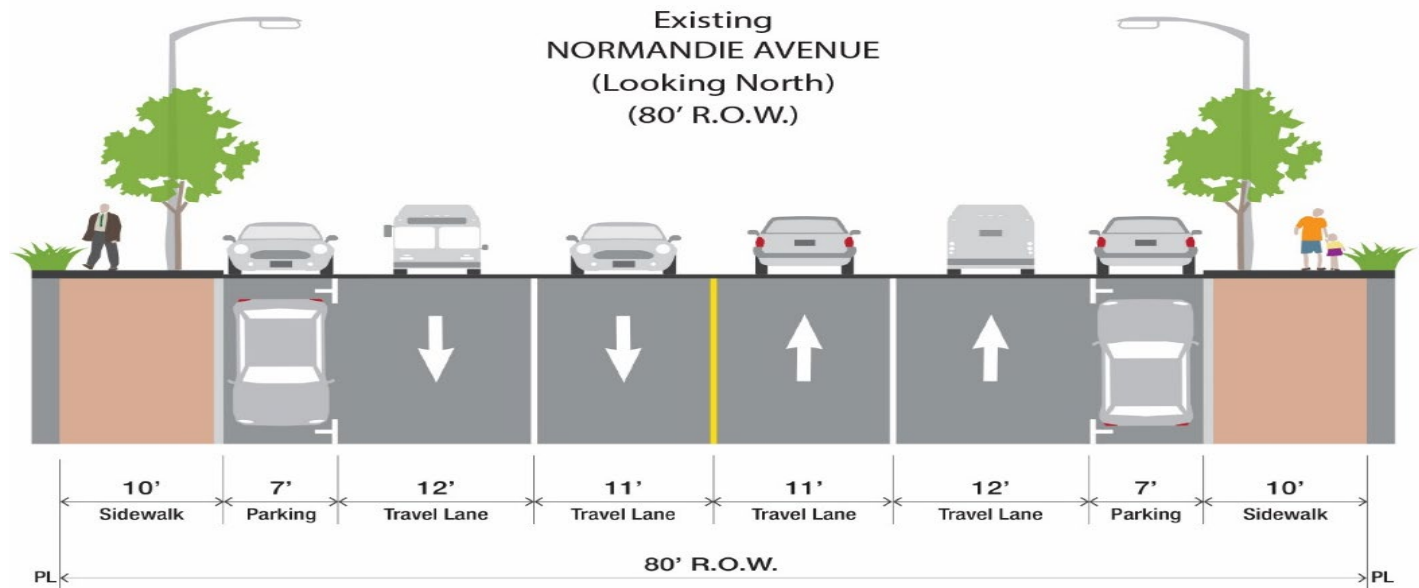 Existing
NORMANDIE AVENUE
(Looking North)
(80' R.O.W.)
10' 7' 12' 11' 11' 12' 7' 10'
Sidewalk Parking Travel Lane Travel Lane Travel Lane Travel Lane Parking Sidewalk
80' R.O.W.
PL PL